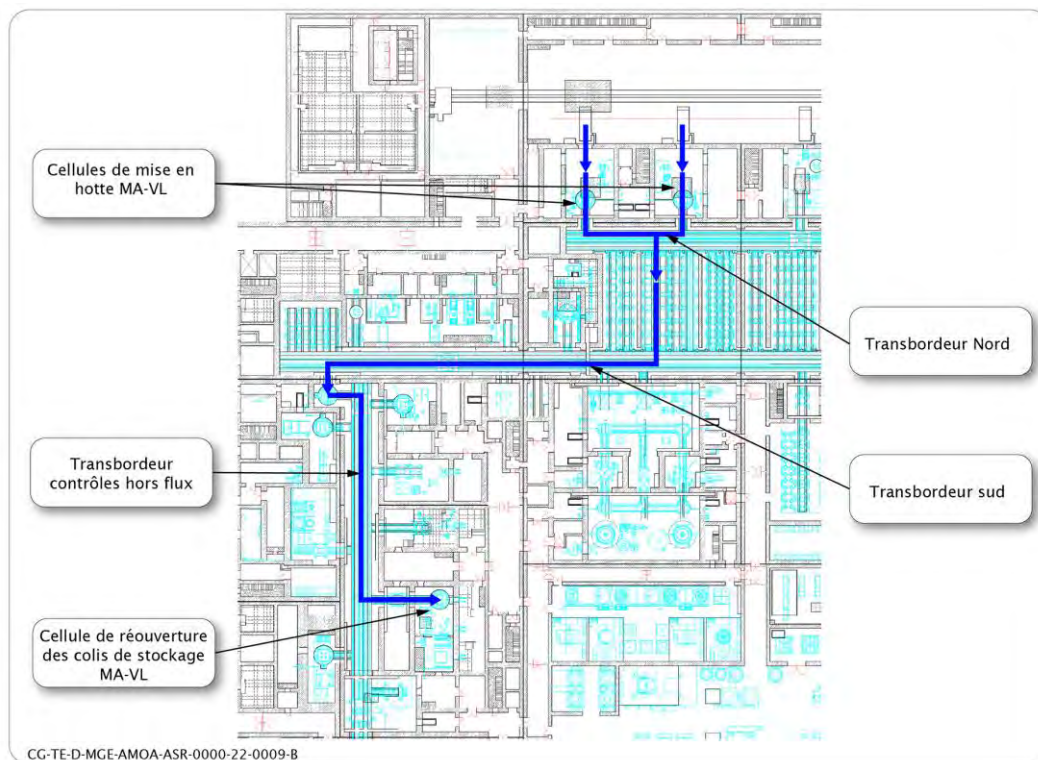 Cellules de mise en
hotte MA-VL
Transbordeur Nord
Transbordeur
contrôles hors flux
Transbordeur sud
Cellule de réouverture
des colis de stockage
MA-VL
CG-TE-D-MGE-AMOA-ASR-0000-22-0009-B